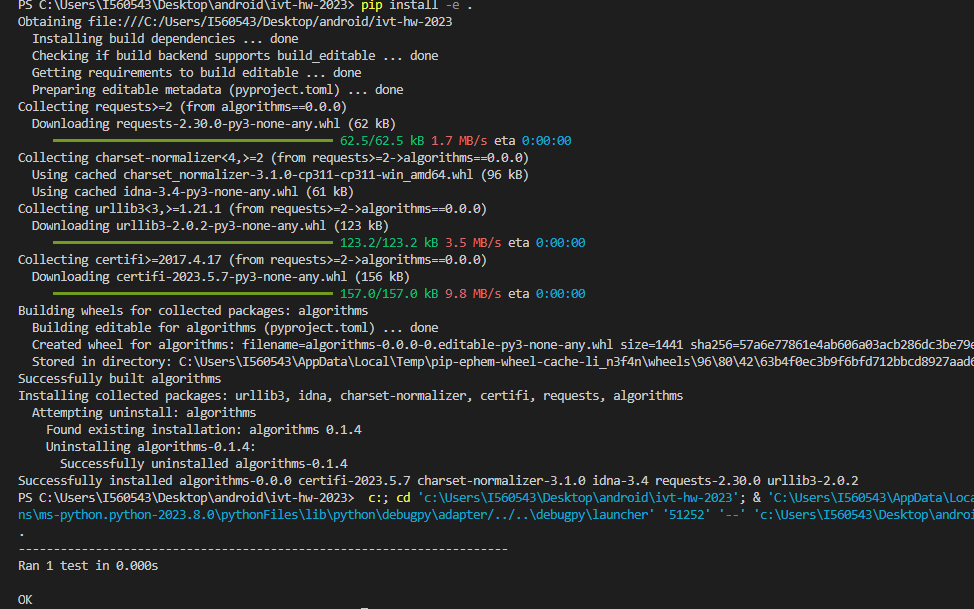 PS C:\Users\I560543\Desktop\android\ivt-hw-2023> pip install -e .
Obtaining file:///C:/Users/I560543/Desktop/android/ivt-hw-2023
Installing build dependencies ... done
Checking if build backend supports build_editable ... done
Getting requirements to build editable ... done
Preparing editable metadata (pyproject.toml) ... done
Collecting requests>=2 (from algorithms==0.0.0)
Downloading requests-2.30.0-py3-none-any.whl (62 kB)
62.5/62.5 kB 1.7 MB/s eta 0:00:00
Collecting charset-normalizer<4,>=2 (from requests>=2->algorithms==0.0.0)
Using cached charset_normalizer-3.1.0-cp311-cp311-win_amd64.whl (96 kB)
Using cached idna-3.4-py3-none-any.whl (61 kB)
Collecting urllib3<3,>=1.21.1 (from requests>=2->algorithms==0.0.0)
Downloading urllib3-2.0.2-py3-none-any.whl (123 kB)
123.2/123.2 kB 3.5 MB/s eta 0:00:00
Collecting certifi>=2017.4.17 (from requests>=2->algorithms==0.0.0)
Downloading certifi-2023.5.7-py3-none-any.whl (156 kB)
157.0/157.0 kB 9.8 MB/s eta 0:00:00
Building wheels for collected packages: algorithms
Building editable for algorithms (pyproject.toml) ... done
Created wheel for algorithms: filename=algorithms-0.0.0-0.editable-py3-none-any.whl size=1441 sha256=57a6e77861e4ab606a03acb286dc3be79e
Stored in directory: C:\Users\I560543\AppData\Local\Temp\pip-ephem-wheel-cache-li_n3f4n\wheels\96\80\42\63b4f0ec3b9f6bfd712bbcd8927aad6
Successfully built algorithms
Installing collected packages: urllib3, idna, charset-normalizer, certifi, requests, algorithms
Attempting uninstall: algorithms
Found existing installation: algorithms 0.1.4
Uninstalling algorithms-0.1.4:
Successfully uninstalled algorithms-0.1.4
Successfully installed algorithms-0.0.0 certifi-2023.5.7 charset-normalizer-3.1.0 idna-3.4 requests-2.30.0 urllib3-2.0.2
PS C:\Users\I560543\Desktop\android\ivt-hw-2023>  c:; cd 'c:\Users\I560543\Desktop\android\ivt-hw-2023'; & 'C:\Users\I560543\AppData\Loca
ns\ms-python.python-2023.8.0\pythonFiles\lib\python\debugpy\adapter/../..\debugpy\launcher' '51252' '--' 'c:\Users\I560543\Desktop\androi
.
----------------------------------------------------------------------
Ran 1 test in 0.000s
OK